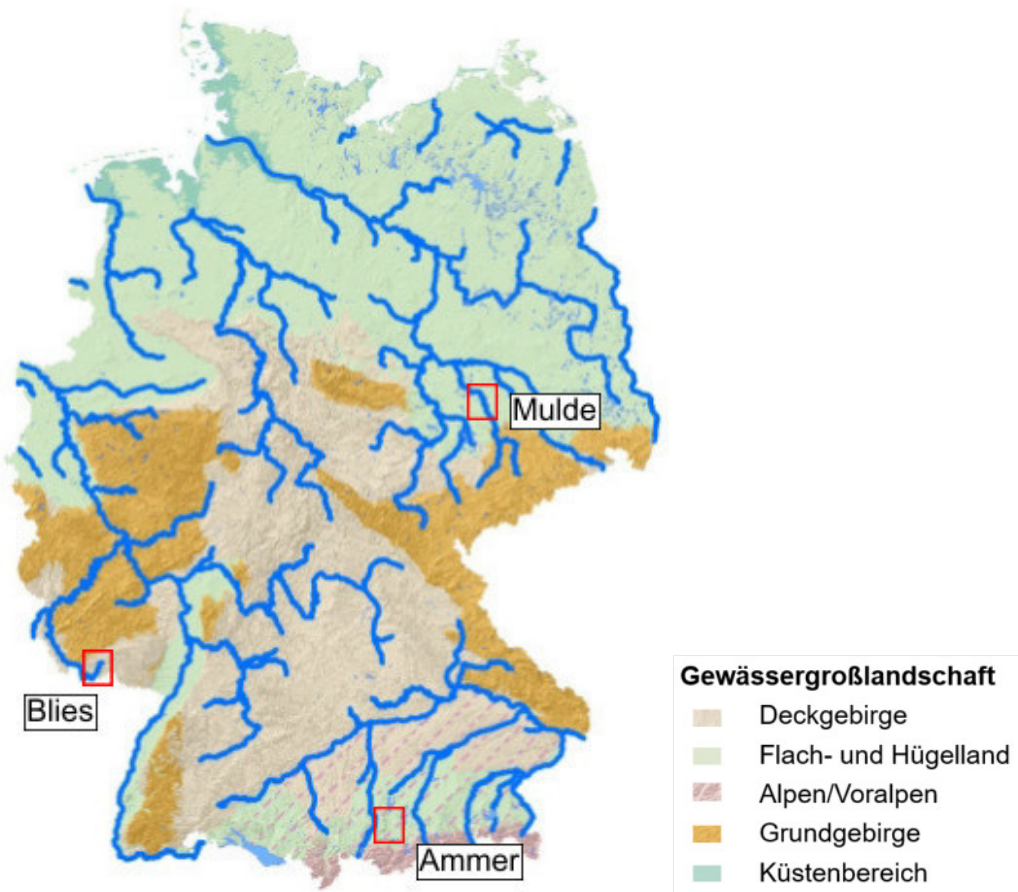 Mulde
Blies
Ammer
Gewässergroßlandschaft
Deckgebirge
Flach- und Hügelland
Alpen/Voralpen
Grundgebirge
Küstenbereich